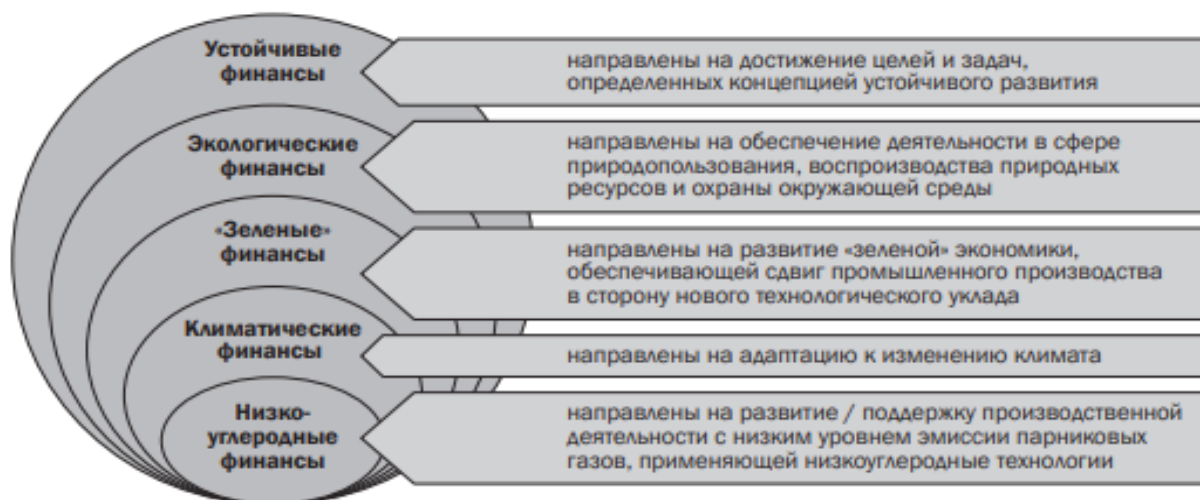 Устойчивые
финансы
направлены на достижение целей и задач,
определенных концепцией устойчивого развития
Экологические
финансы
направлены на обеспечение деятельности в сфере
природопользования, воспроизводства природных
ресурсов и охраны окружающей среды
«Зеленые»
финансы
направлены на развитие «зеленой» экономики,
обеспечивающей сдвиг промышленного производства
в сторону нового технологического уклада
Климатические
финансы
направлены на адаптацию к изменению климата
Низко-
углеродные
финансы
направлены на развитие / поддержку производственной
деятельности с низким уровнем эмиссии парниковых
газов, применяющей низкоуглеродные технологии